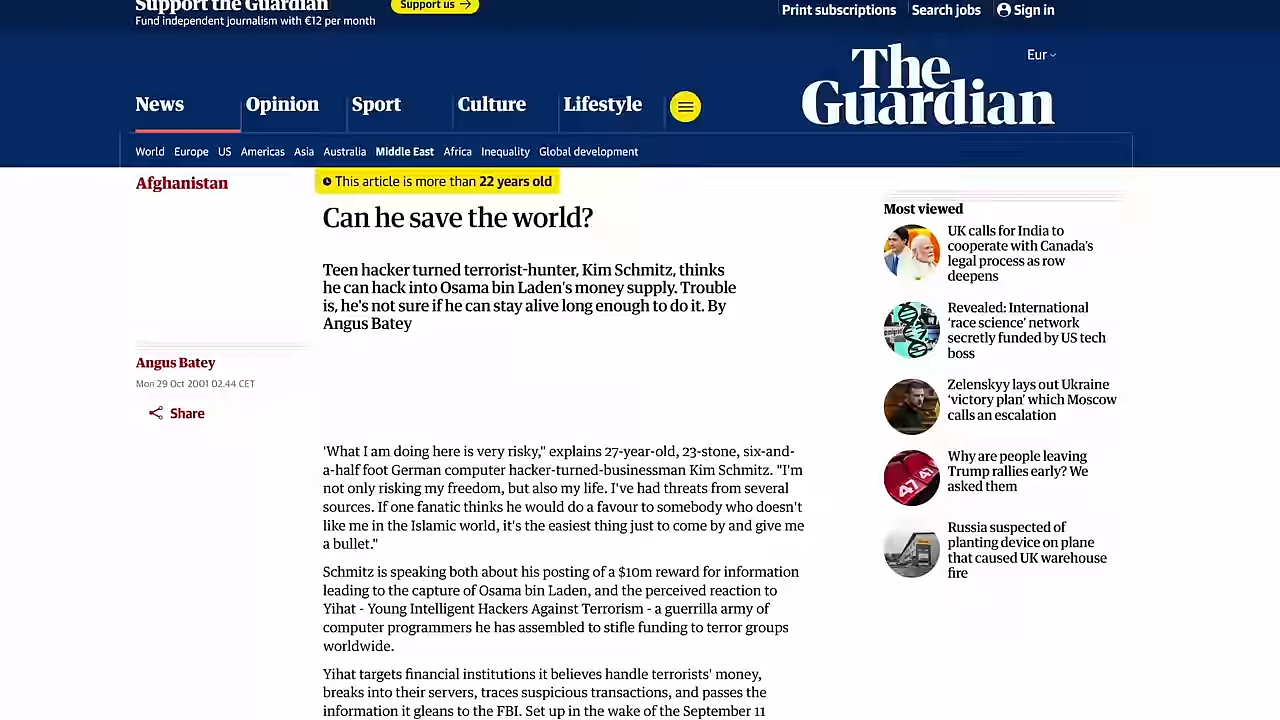 Support the Guardian
Fund independent journalism with €12 per month
Support us →
Print subscriptions
Search jobs
Sign in
Eur
The
Guardian
News
Opinion
Sport
Culture
Lifestyle
World
Europe
US
Americas
Asia
Australia
Middle East
Africa
Inequality
Global development
Afghanistan
This article is more than 22 years old
Can he save the world?
Teen hacker turned terrorist-hunter, Kim Schmitz, thinks
he can hack into Osama bin Laden's money supply. Trouble
is, he's not sure if he can stay alive long enough to do it. By
Angus Batey
Angus Batey
Mon 29 Oct 2001 02.44 CET
Share
'What I am doing here is very risky," explains 27-year-old, 23-stone, six-and-
a-half foot German computer hacker-turned-businessman Kim Schmitz. "I'm
not only risking my freedom, but also my life. I've had threats from several
sources. If one fanatic thinks he would do a favour to somebody who doesn't
like me in the Islamic world, it's the easiest thing just to come by and give me
a bullet."
Schmitz is speaking both about his posting of a $10m reward for information
leading to the capture of Osama bin Laden, and the perceived reaction to
Yihat - Young Intelligent Hackers Against Terrorism - a guerrilla army of
computer programmers he has assembled to stifle funding to terror groups
worldwide.
Yihat targets financial institutions it believes handle terrorists' money,
breaks into their servers, traces suspicious transactions, and passes the
information it gleans to the FBI. Set up in the wake of the September 11
Most viewed
UK calls for India to
cooperate with Canada's
legal process as row
deepens
Revealed: International
'race science' network
secretly funded by US tech
boss
Zelenskyy lays out Ukraine
'victory plan' which Moscow
calls an escalation
Why are people leaving
Trump rallies early? We
asked them
47
47
Russia suspected of
planting device on plane
that caused UK warehouse
fire